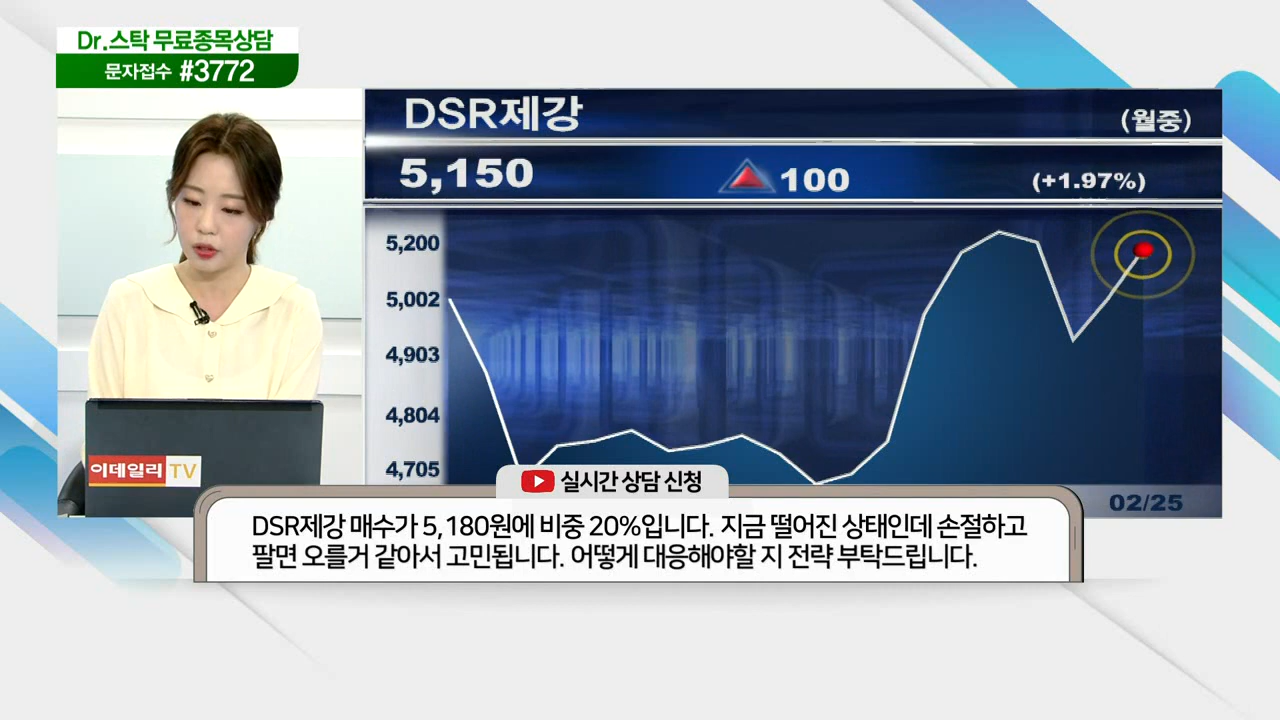 Dr.스탁 무료종목상담
문자접수 #3772
DSR제강
(월중)
5,150
100
(+1.97%)
5,200
5,002
4,903
4,804
4,705
02/25
이데일리TV
실시간 상담 신청
DSR제강 매수가 5,180원에 비중 20%입니다. 지금 떨어진 상태인데 손절하고
팔면 오를거 같아서 고민됩니다. 어떻게 대응해야할 지 전략 부탁드립니다.